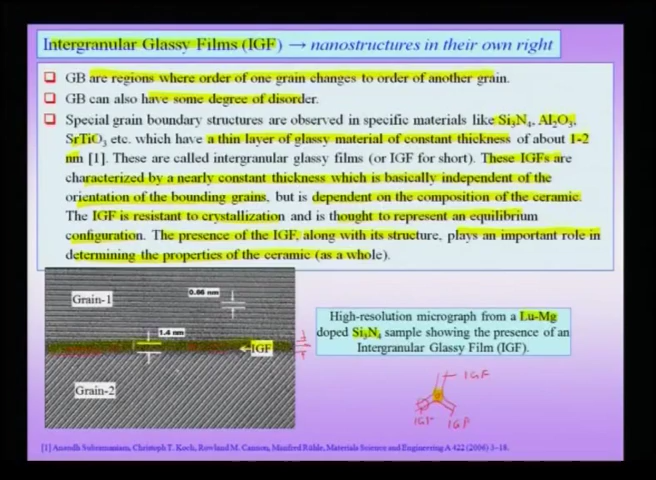 Intergranular Glassy Films (IGF) → nanostructures in their own right
GB are regions where order of one grain changes to order of another grain.
GB can also have some degree of disorder.
Special grain boundary structures are observed in specific materials like Si₃N₄, Al₂O₃,
SrTiO₃ etc. which have a thin layer of glassy material of constant thickness of about 1-2
nm [1]. These are called intergranular glassy films (or IGF for short). These IGFs are
characterized by a nearly constant thickness which is basically independent of the
orientation of the bounding grains, but is dependent on the composition of the ceramic.
The IGF is resistant to crystallization and is thought to represent an equilibrium
configuration. The presence of the IGF, along with its structure, plays an important role in
determining the properties of the ceramic (as a whole).
Grain-1
0.66 nm
1.4 nm
IGF
Grain-2
High-resolution micrograph from a Lu-Mg
doped Si₃N₄ sample showing the presence of an
Intergranular Glassy Film (IGF).
IGF
IGF IGF
[1] Anandh Subramaniam, Christoph T. Koch, Rowland M. Cannon, Manfred Rühle, Materials Science and Engineering A 422 (2006) 3–18.